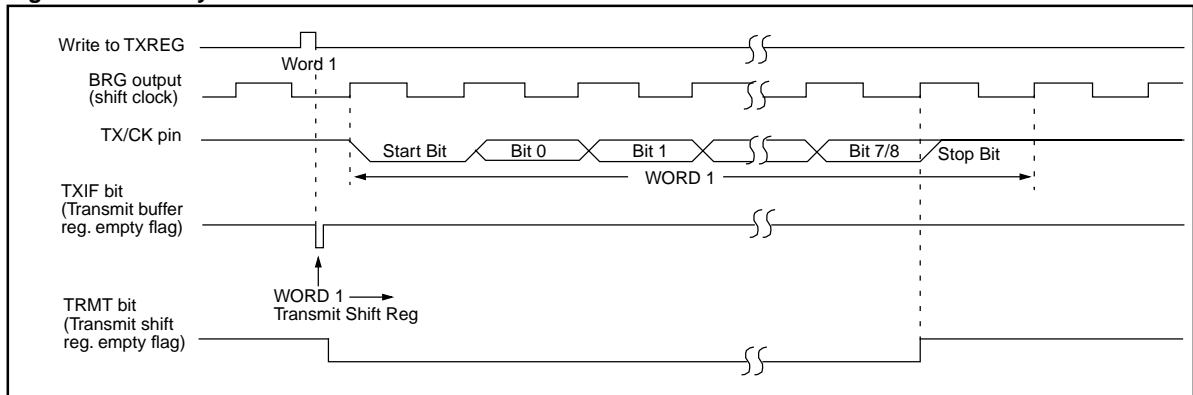 Write to TXREG
Word 1
BRG output
(shift clock)
TX/CK pin
Start Bit
Bit 0
Bit 1
Bit 7/8
Stop Bit
WORD 1
TXIF bit
(Transmit buffer
reg. empty flag)
WORD 1
Transmit Shift Reg
TRMT bit
(Transmit shift
reg. empty flag)